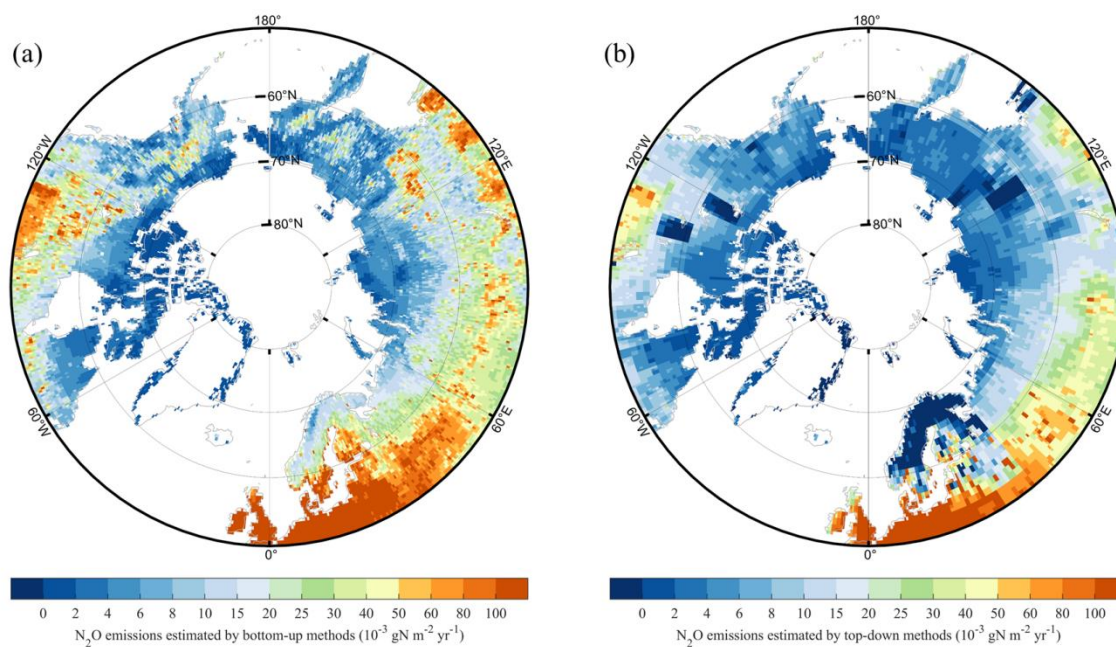 (a)
180°
60°N
70°N
80°N
120°W
120°E
60°W
60°E
0°
0 2 4 6 8 10 15 20 25 30 40 50 60 80 100
N₂O emissions estimated by bottom-up methods (10⁻³ gN m⁻² yr⁻¹)
(b)
180°
60°N
70°N
80°N
120°W
120°E
60°W
60°E
0°
0 2 4 6 8 10 15 20 25 30 40 50 60 80 100
N₂O emissions estimated by top-down methods (10⁻³ gN m⁻² yr⁻¹)